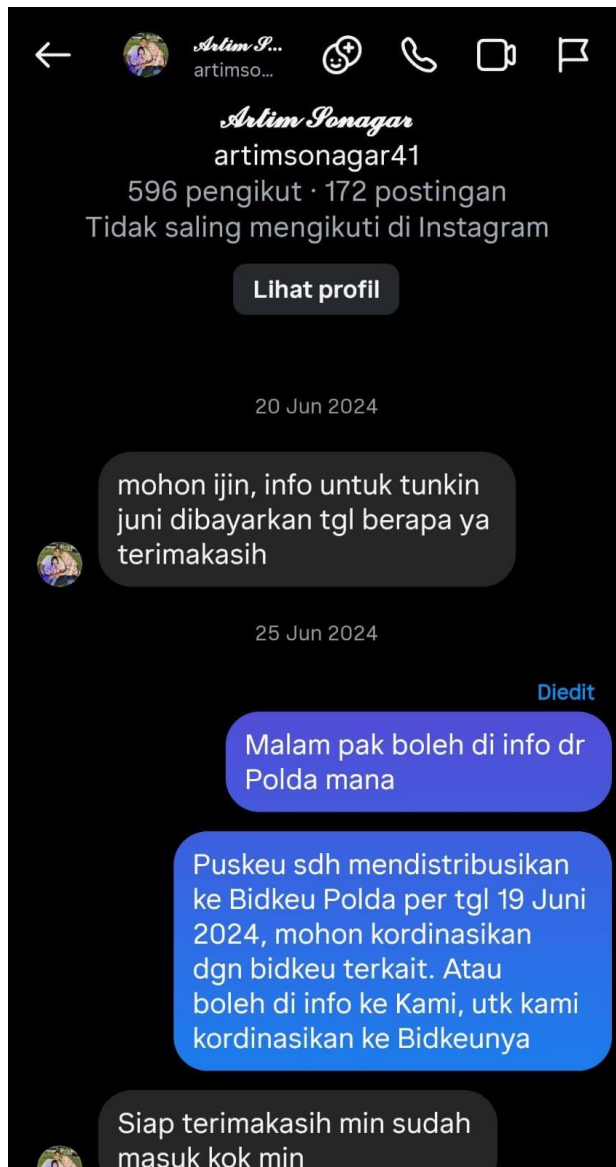 Artim S...
artimso...
Artim Sonagar
artimsonagar41
596 pengikut · 172 postingan
Tidak saling mengikuti di Instagram
Lihat profil
20 Jun 2024
mohon ijin, info untuk tunkin
juni dibayarkan tgl berapa ya
terimakasih
25 Jun 2024
Diedit
Malam pak boleh di info dr
Polda mana
Puskeu sdh mendistribusikan
ke Bidkeu Polda per tgl 19 Juni
2024, mohon kordinasikan
dgn bidkeu terkait. Atau
boleh di info ke Kami, utk kami
kordinasikan ke Bidkeunya
Siap terimakasih min sudah
masuk kok min